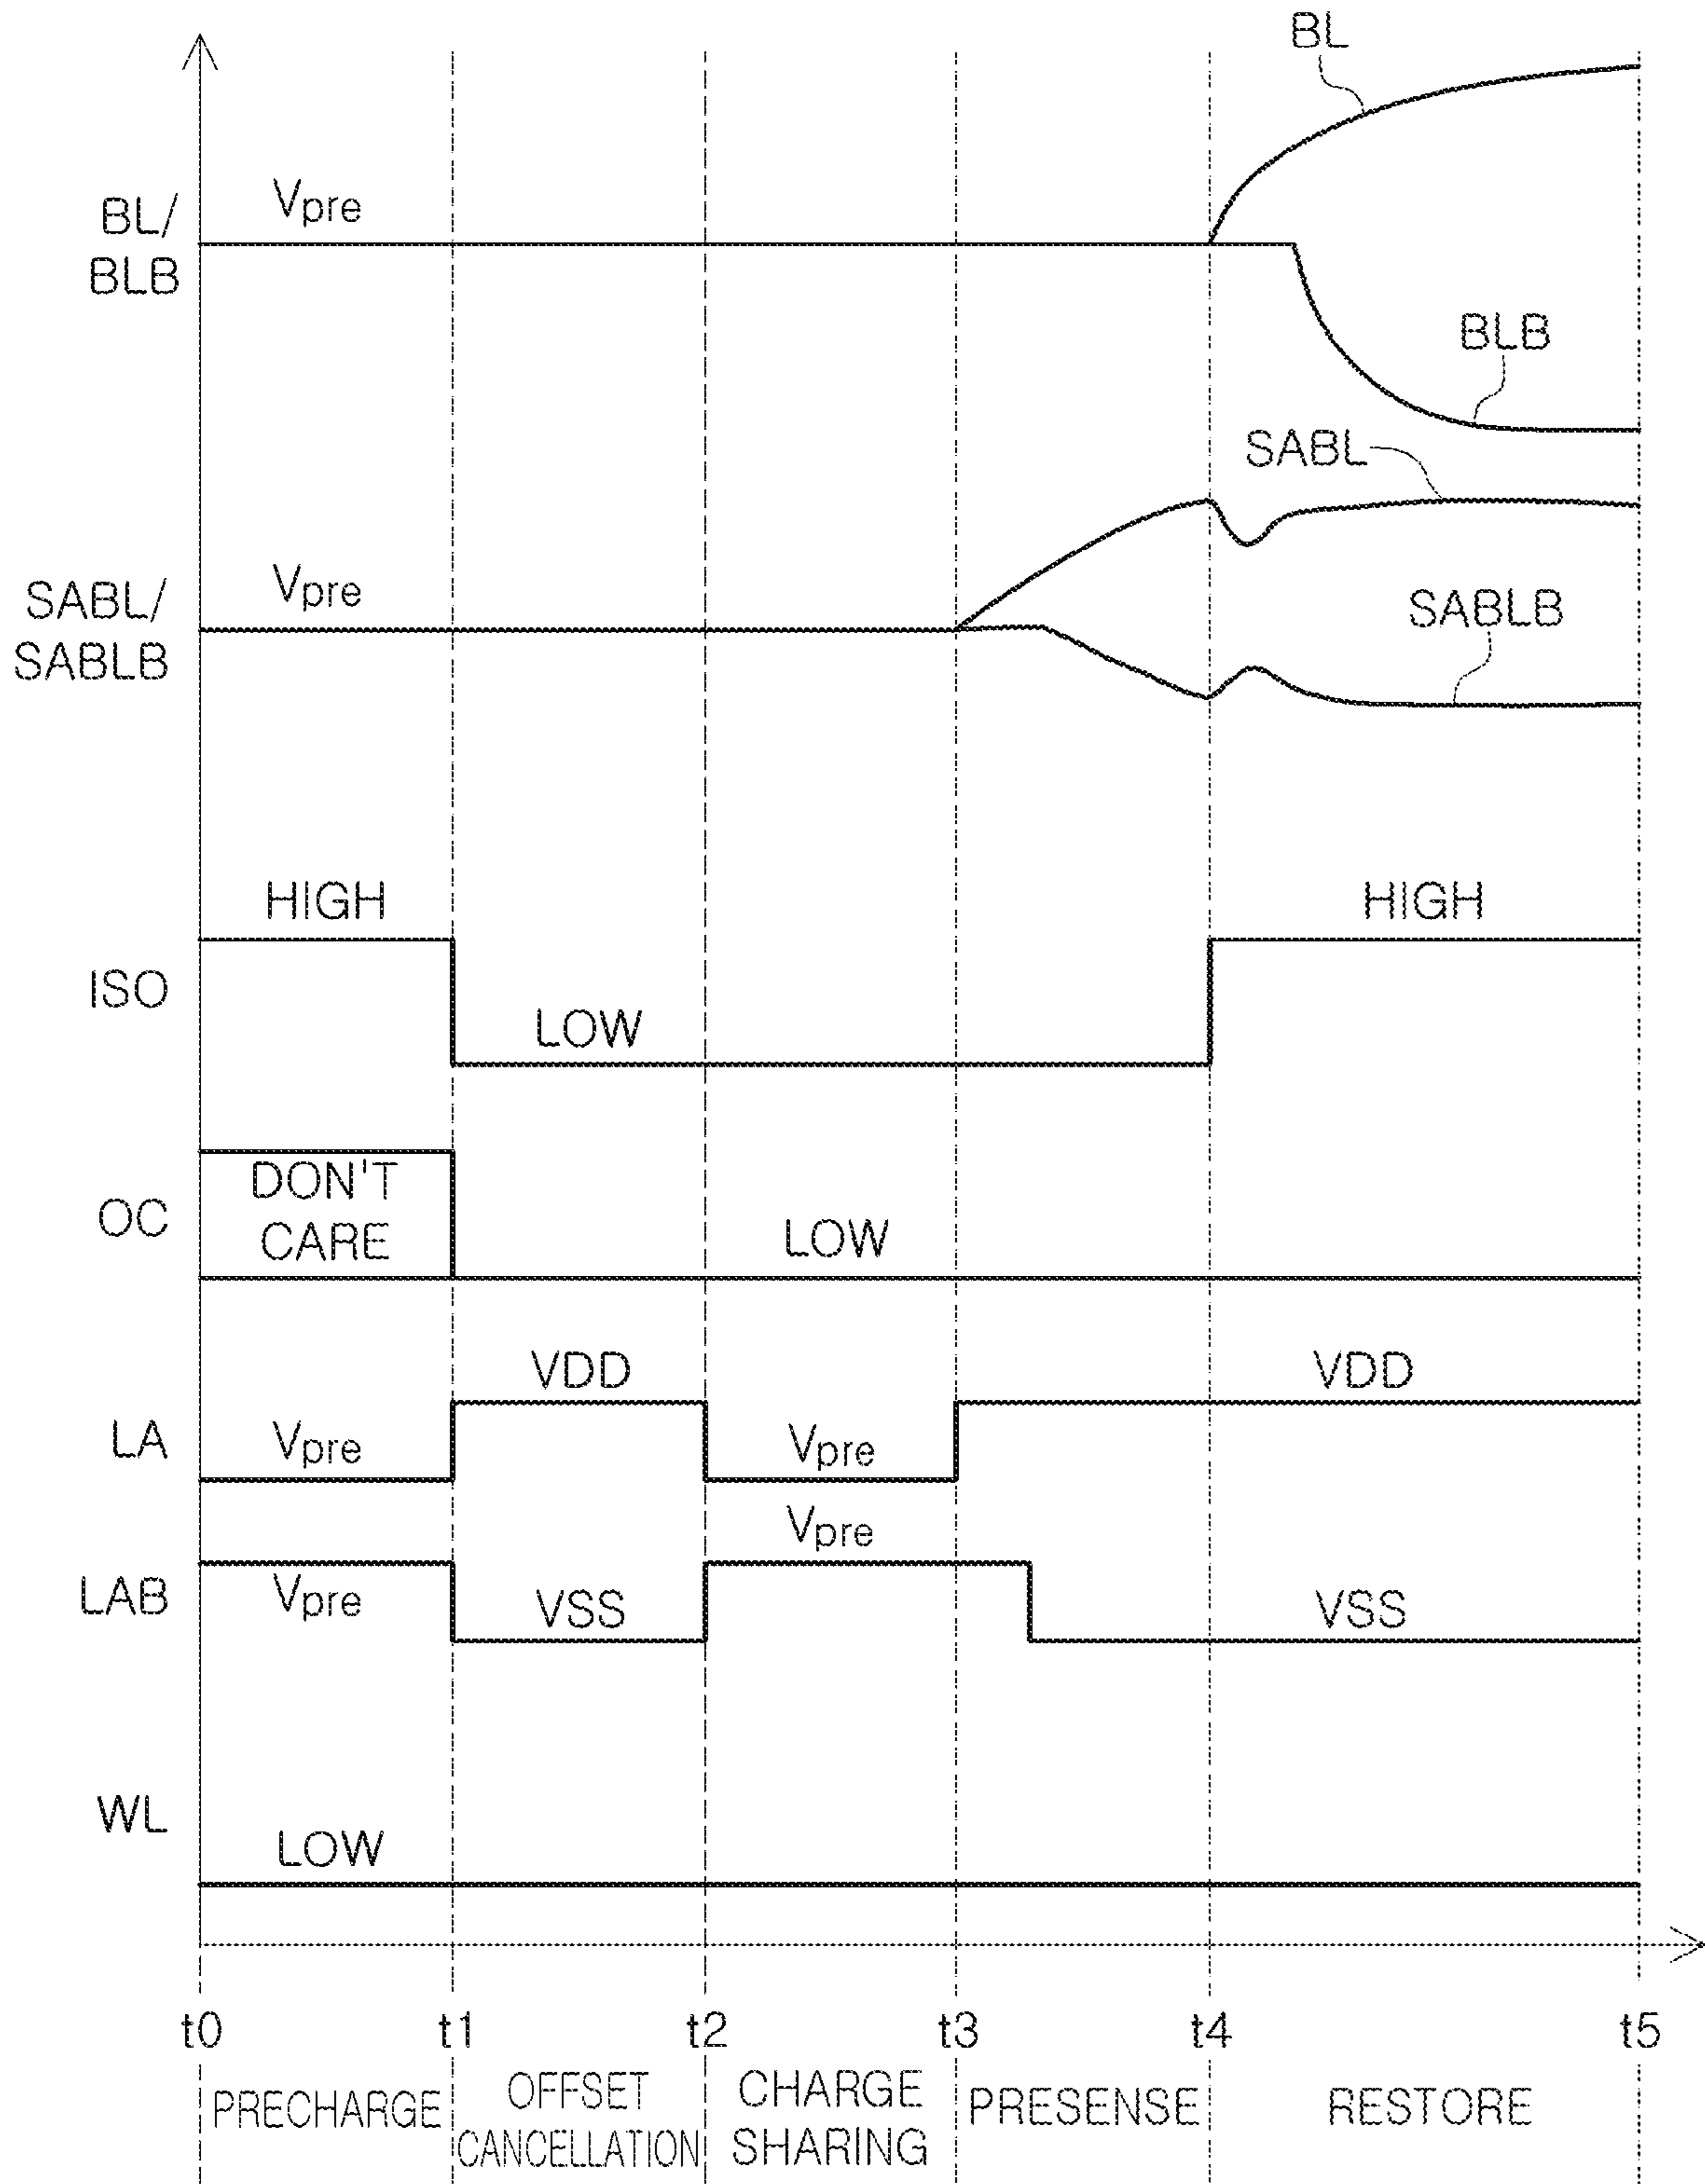 BL
Vpre
BL/
BLB
BLB
SABL
Vpre
SABL/
SABLB
SABLB
HIGH
HIGH
ISO
LOW
DON'T
CARE
OC
LOW
VDD
VDD
LA
Vpre
Vpre
Vpre
LAB
Vpre
VSS
VSS
WL
LOW
t0
t1
t2
t3
t4
t5
PRECHARGE
OFFSET
CANCELLATION
CHARGE
SHARING
PRESENSE
RESTORE